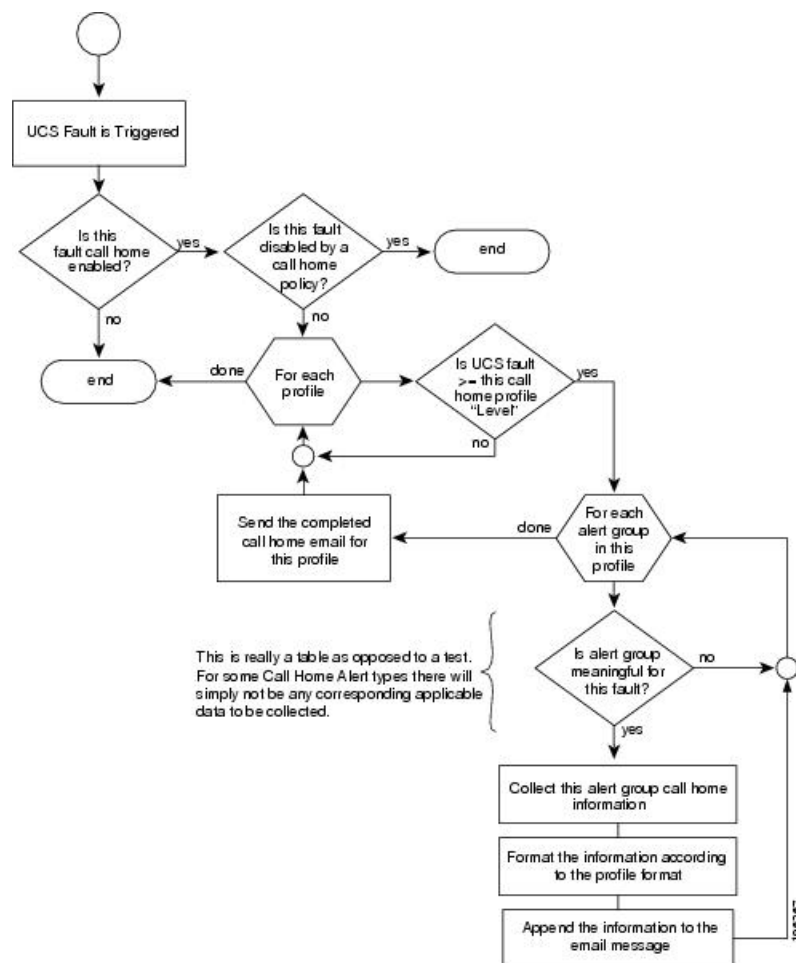 UCS Fault is Triggered
Is this
fault call home
enabled?
yes
Is this fault
disabled by a
call home
policy?
yes
end
no
no
end
done
For each
profile
Is UCS fault
>= this call
home profile
“Level”
yes
no
Send the completed
call home email for
this profile
done
For each
alert group
in this
profile
This is really a table as opposed to a test.
For some Call Home Alert types there will
simply not be any corresponding applicable
data to be collected.
Is alert group
meaningful for
this fault?
no
yes
Collect this alert group call home
information
Format the information according
to the profile format
Append the information to the
email message